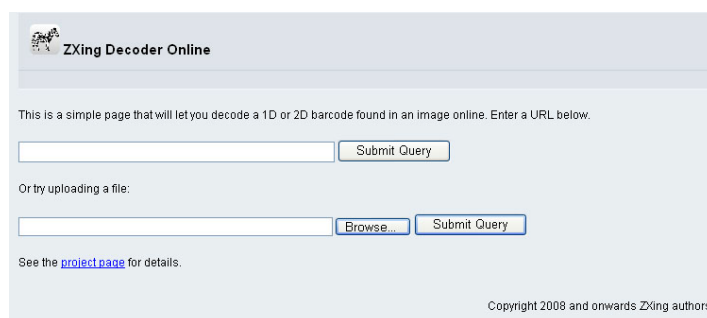 ZXing Decoder Online
This is a simple page that will let you decode a 1D or 2D barcode found in an image online. Enter a URL below.
Submit Query
Or try uploading a file:
Browse... Submit Query
See the project page for details.
Copyright 2008 and onwards ZXing authors